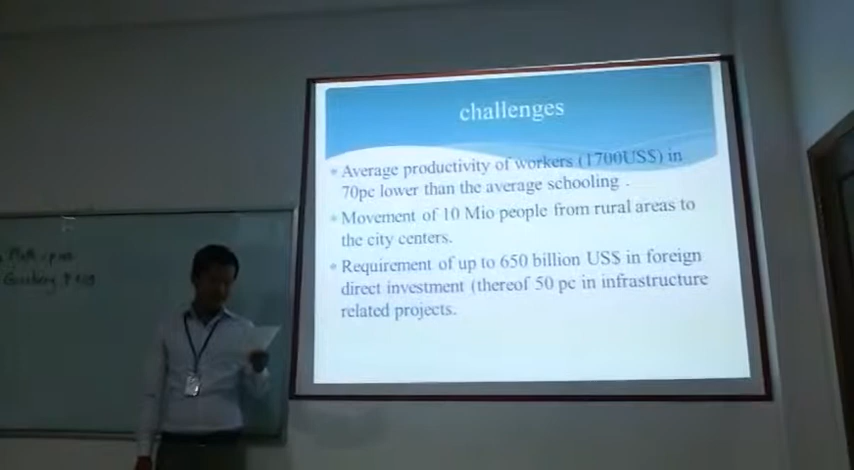 challenges
Average productivity of workers (1700US$) in
70pc lower than the average schooling .
Movement of 10 Mio people from rural areas to
the city centers.
Requirement of up to 650 billion US$ in foreign
direct investment (thereof 50 pc in infrastructure
related projects.